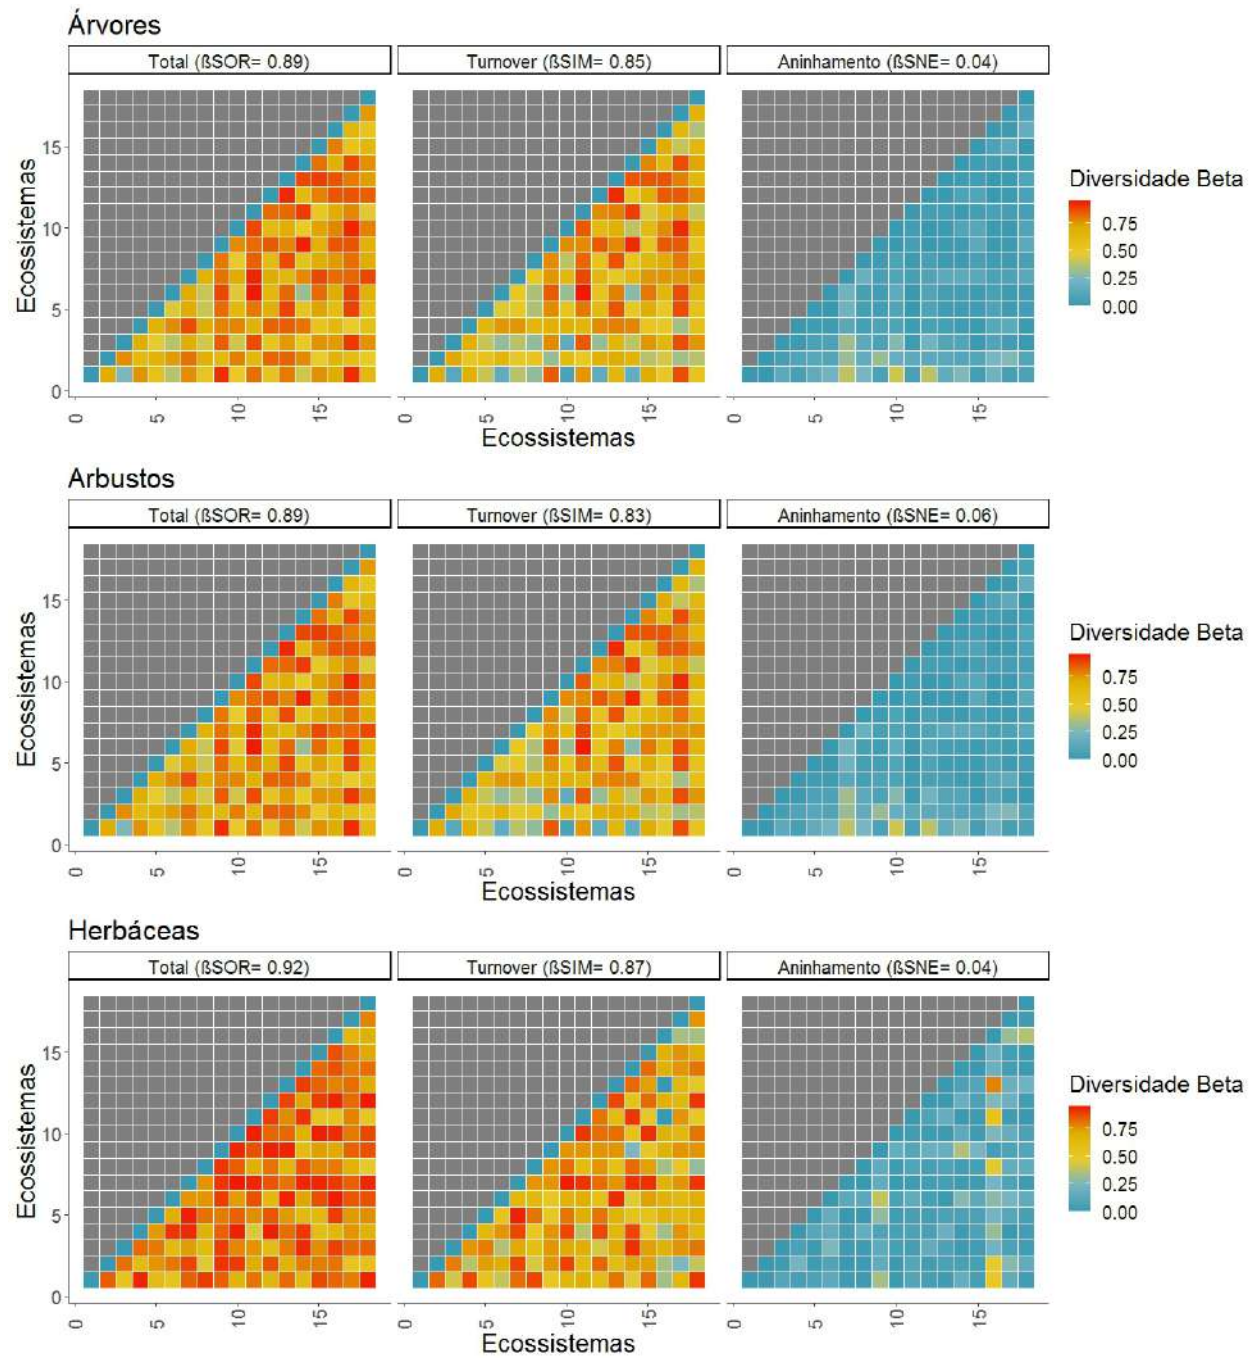 Árvores
Total (ßSOR= 0.89)
Turnover (ßSIM= 0.85)
Aninhamento (ßSNE= 0.04)
Ecossistemas
15
10
5
0
0
5
10
15
0
5
10
15
0
5
10
15
Ecossistemas
Diversidade Beta
0.75
0.50
0.25
0.00
Arbustos
Total (ßSOR= 0.89)
Turnover (ßSIM= 0.83)
Aninhamento (ßSNE= 0.06)
Ecossistemas
15
10
5
0
0
5
10
15
0
5
10
15
0
5
10
15
Ecossistemas
Diversidade Beta
0.75
0.50
0.25
0.00
Herbáceas
Total (ßSOR= 0.92)
Turnover (ßSIM= 0.87)
Aninhamento (ßSNE= 0.04)
Ecossistemas
15
10
5
0
0
5
10
15
0
5
10
15
0
5
10
15
Ecossistemas
Diversidade Beta
0.75
0.50
0.25
0.00